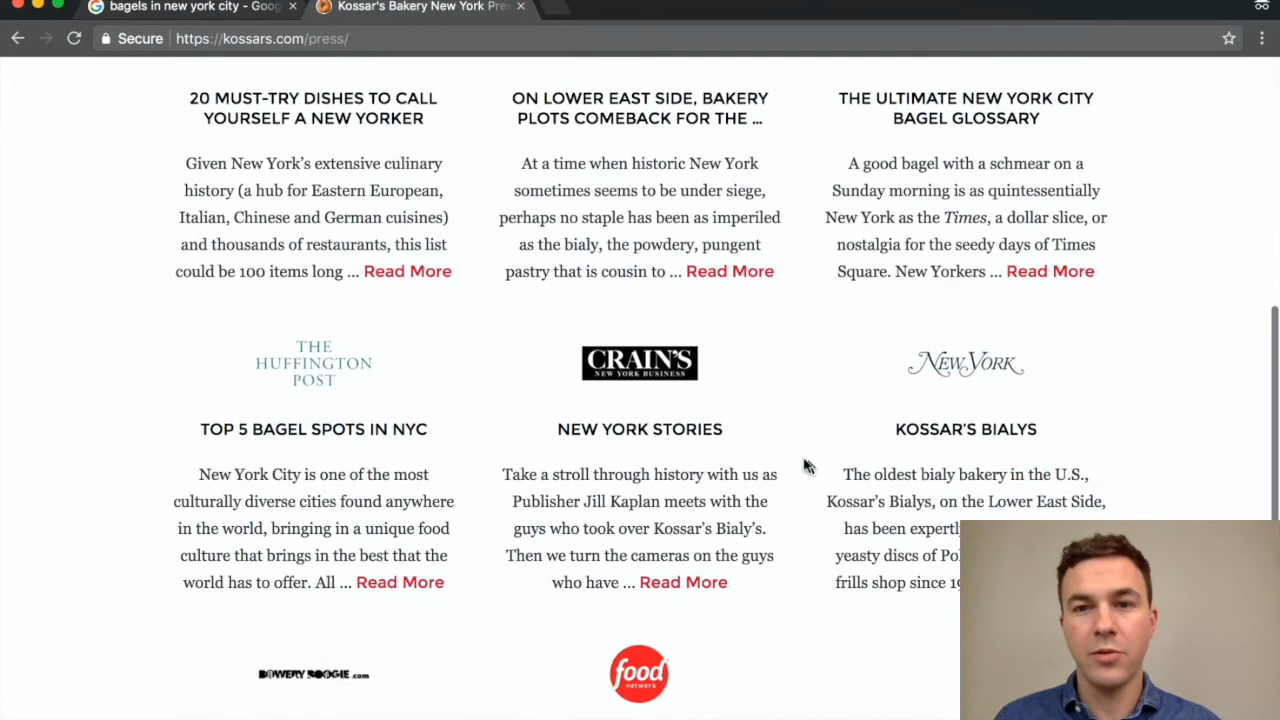 bagels in new york city - Goog
Kossar's Bakery New York Pres
Secure
https://kossars.com/press/
20 MUST-TRY DISHES TO CALL
YOURSELF A NEW YORKER
Given New York's extensive culinary
history (a hub for Eastern European,
Italian, Chinese and German cuisines)
and thousands of restaurants, this list
could be 100 items long ... Read More
ON LOWER EAST SIDE, BAKERY
PLOTS COMEBACK FOR THE ...
At a time when historic New York
sometimes seems to be under siege,
perhaps no staple has been as imperiled
as the bialy, the powdery, pungent
pastry that is cousin to ... Read More
THE ULTIMATE NEW YORK CITY
BAGEL GLOSSARY
A good bagel with a schmear on a
Sunday morning is as quintessentially
New York as the Times, a dollar slice, or
nostalgia for the seedy days of Times
Square. New Yorkers ... Read More
THE
HUFFINGTON
POST
TOP 5 BAGEL SPOTS IN NYC
New York City is one of the most
culturally diverse cities found anywhere
in the world, bringing in a unique food
culture that brings in the best that the
world has to offer. All ... Read More
CRAIN'S
NEW YORK BUSINESS
NEW YORK STORIES
Take a stroll through history with us as
Publisher Jill Kaplan meets with the
guys who took over Kossar's Bialy's.
Then we turn the cameras on the guys
who have ... Read More
NEW YORK
KOSSAR'S BIALYS
The oldest bialy bakery in the U.S.,
Kossar's Bialys, on the Lower East Side,
has been expertly
yeasty discs of
frills shop since
BOWERY BOOGIE.com
food
network